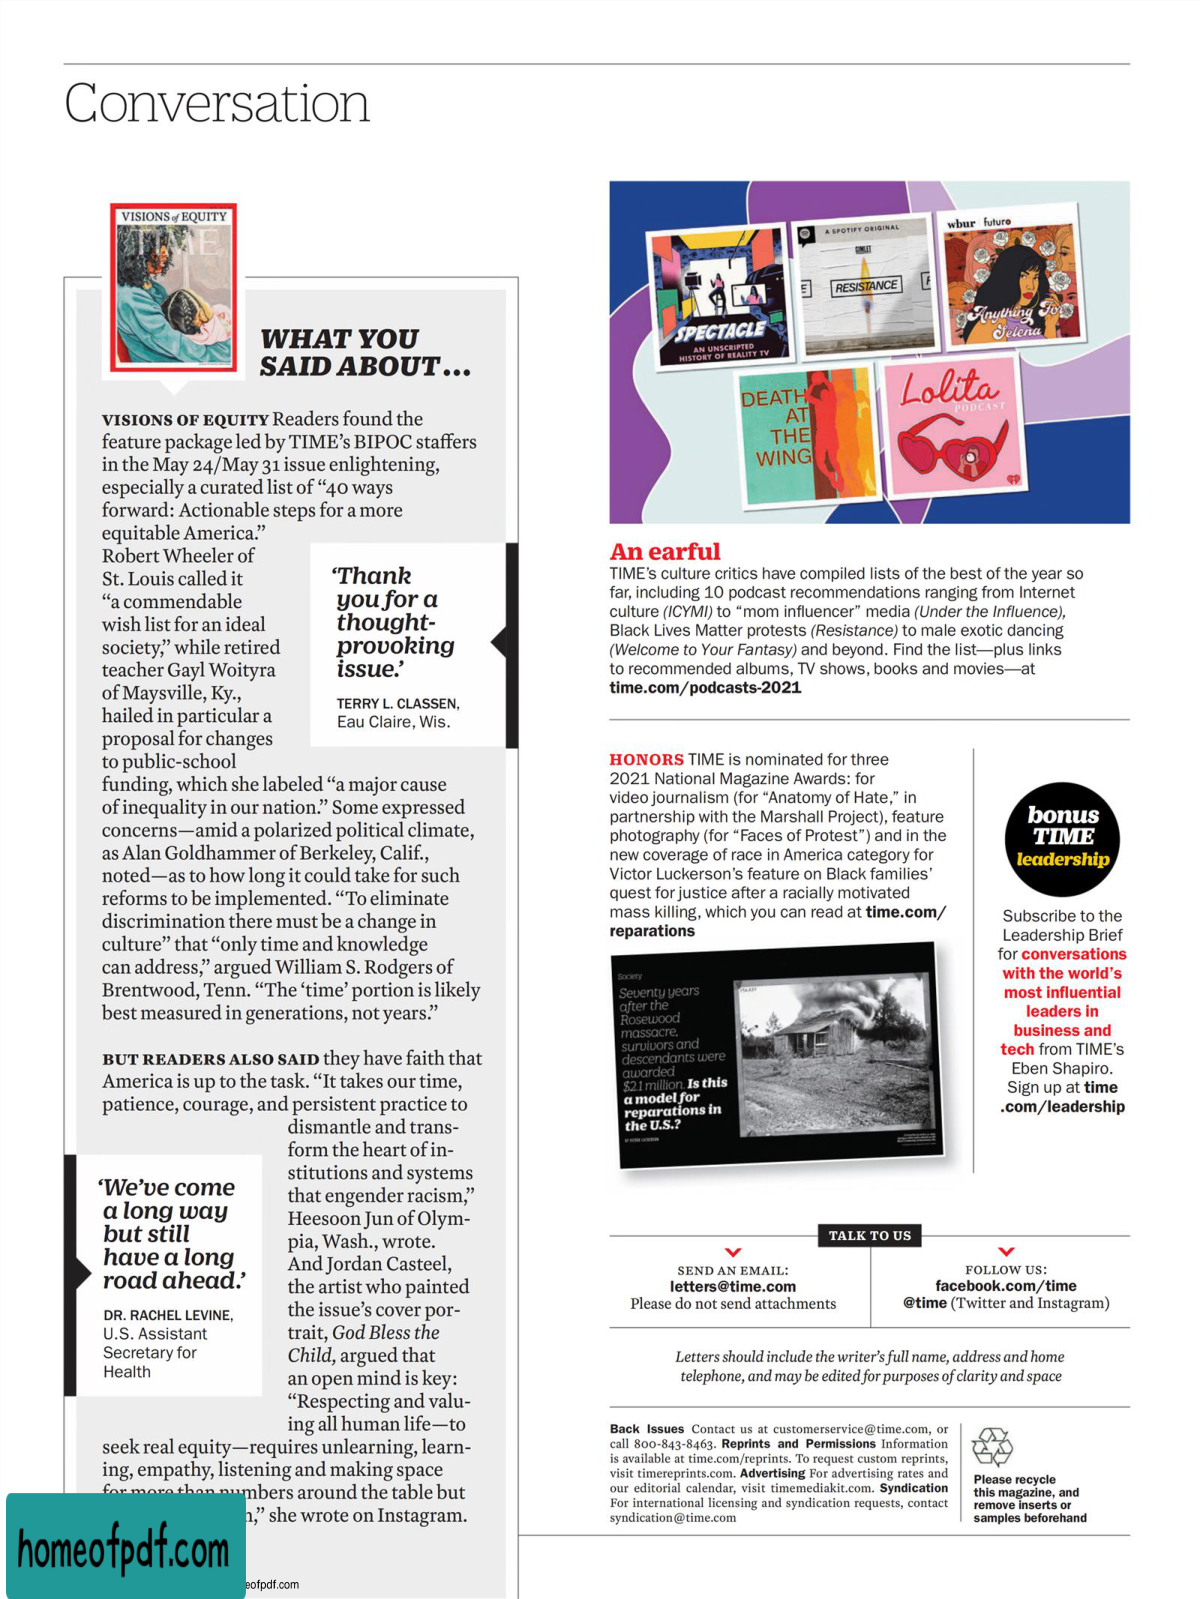 Conversation
VISIONS of EQUITY
TIME
WHAT YOU
SAID ABOUT ...
VISIONS OF EQUITY Readers found the
feature package led by TIME's BIPOC staffers
in the May 24/May 31 issue enlightening,
especially a curated list of “40 ways
forward: Actionable steps for a more
equitable America.”
Robert Wheeler of
St. Louis called it
“a commendable
wish list for an ideal
society,” while retired
teacher Gayl Woityra
of Maysville, Ky.,
hailed in particular a
proposal for changes
to public-school
funding, which she labeled “a major cause
of inequality in our nation.” Some expressed
concerns—amid a polarized political climate,
as Alan Goldhammer of Berkeley, Calif.,
noted—as to how long it could take for such
reforms to be implemented. “To eliminate
discrimination there must be a change in
culture” that “only time and knowledge
can address,” argued William S. Rodgers of
Brentwood, Tenn. “The ‘time’ portion is likely
best measured in generations, not years.”
‘Thank
you for a
thought-
provoking
issue.’
TERRY L. CLASSEN,
Eau Claire, Wis.
BUT READERS ALSO SAID they have faith that
America is up to the task. “It takes our time,
patience, courage, and persistent practice to
dismantle and trans-
form the heart of in-
stitutions and systems
that engender racism,”
Heesoon Jun of Olym-
pia, Wash., wrote.
And Jordan Casteel,
the artist who painted
the issue's cover por-
trait, God Bless the
Child, argued that
an open mind is key:
“Respecting and valu-
ing all human life—to
seek real equity—requires unlearning, learn-
ing, empathy, listening and making space
for more than numbers around the table but
,” she wrote on Instagram.
‘We've come
a long way
but still
have a long
road ahead.’
DR. RACHEL LEVINE,
U.S. Assistant
Secretary for
Health
homeofpdf.com
eofpdf.com
SPECTACLE
AN UNSCRIPTED
HISTORY OF REALITY TV
A SPOTIFY ORIGINAL
GIMLET
RESISTANCE
wbur futuro
Anything For
Selena
DEATH
AT
THE
WING
Lolita
PODCAST
An earful
TIME's culture critics have compiled lists of the best of the year so
far, including 10 podcast recommendations ranging from Internet
culture (ICYMI) to “mom influencer” media (Under the Influence),
Black Lives Matter protests (Resistance) to male exotic dancing
(Welcome to Your Fantasy) and beyond. Find the list—plus links
to recommended albums, TV shows, books and movies—at
time.com/podcasts-2021
HONORS TIME is nominated for three
2021 National Magazine Awards: for
video journalism (for “Anatomy of Hate,” in
partnership with the Marshall Project), feature
photography (for “Faces of Protest”) and in the
new coverage of race in America category for
Victor Luckerson's feature on Black families'
quest for justice after a racially motivated
mass killing, which you can read at time.com/
reparations
Society
Seventy years
after the
Rosewood
massacre,
survivors and
descendants were
awarded
$2.1 million. Is this
a model for
reparations in
the U.S.?
BY VICTOR LUCKERSON
bonus
TIME
leadership
Subscribe to the
Leadership Brief
for conversations
with the world's
most influential
leaders in
business and
tech from TIME's
Eben Shapiro.
Sign up at time
.com/leadership
TALK TO US
SEND AN EMAIL:
letters@time.com
Please do not send attachments
FOLLOW US:
facebook.com/time
@time (Twitter and Instagram)
Letters should include the writer's full name, address and home
telephone, and may be edited for purposes of clarity and space
Back Issues Contact us at customerservice@time.com, or
call 800-843-8463. Reprints and Permissions Information
is available at time.com/reprints. To request custom reprints,
visit timereprints.com. Advertising For advertising rates and
our editorial calendar, visit timemediakit.com. Syndication
For international licensing and syndication requests, contact
syndication@time.com
Please recycle
this magazine, and
remove inserts or
samples beforehand